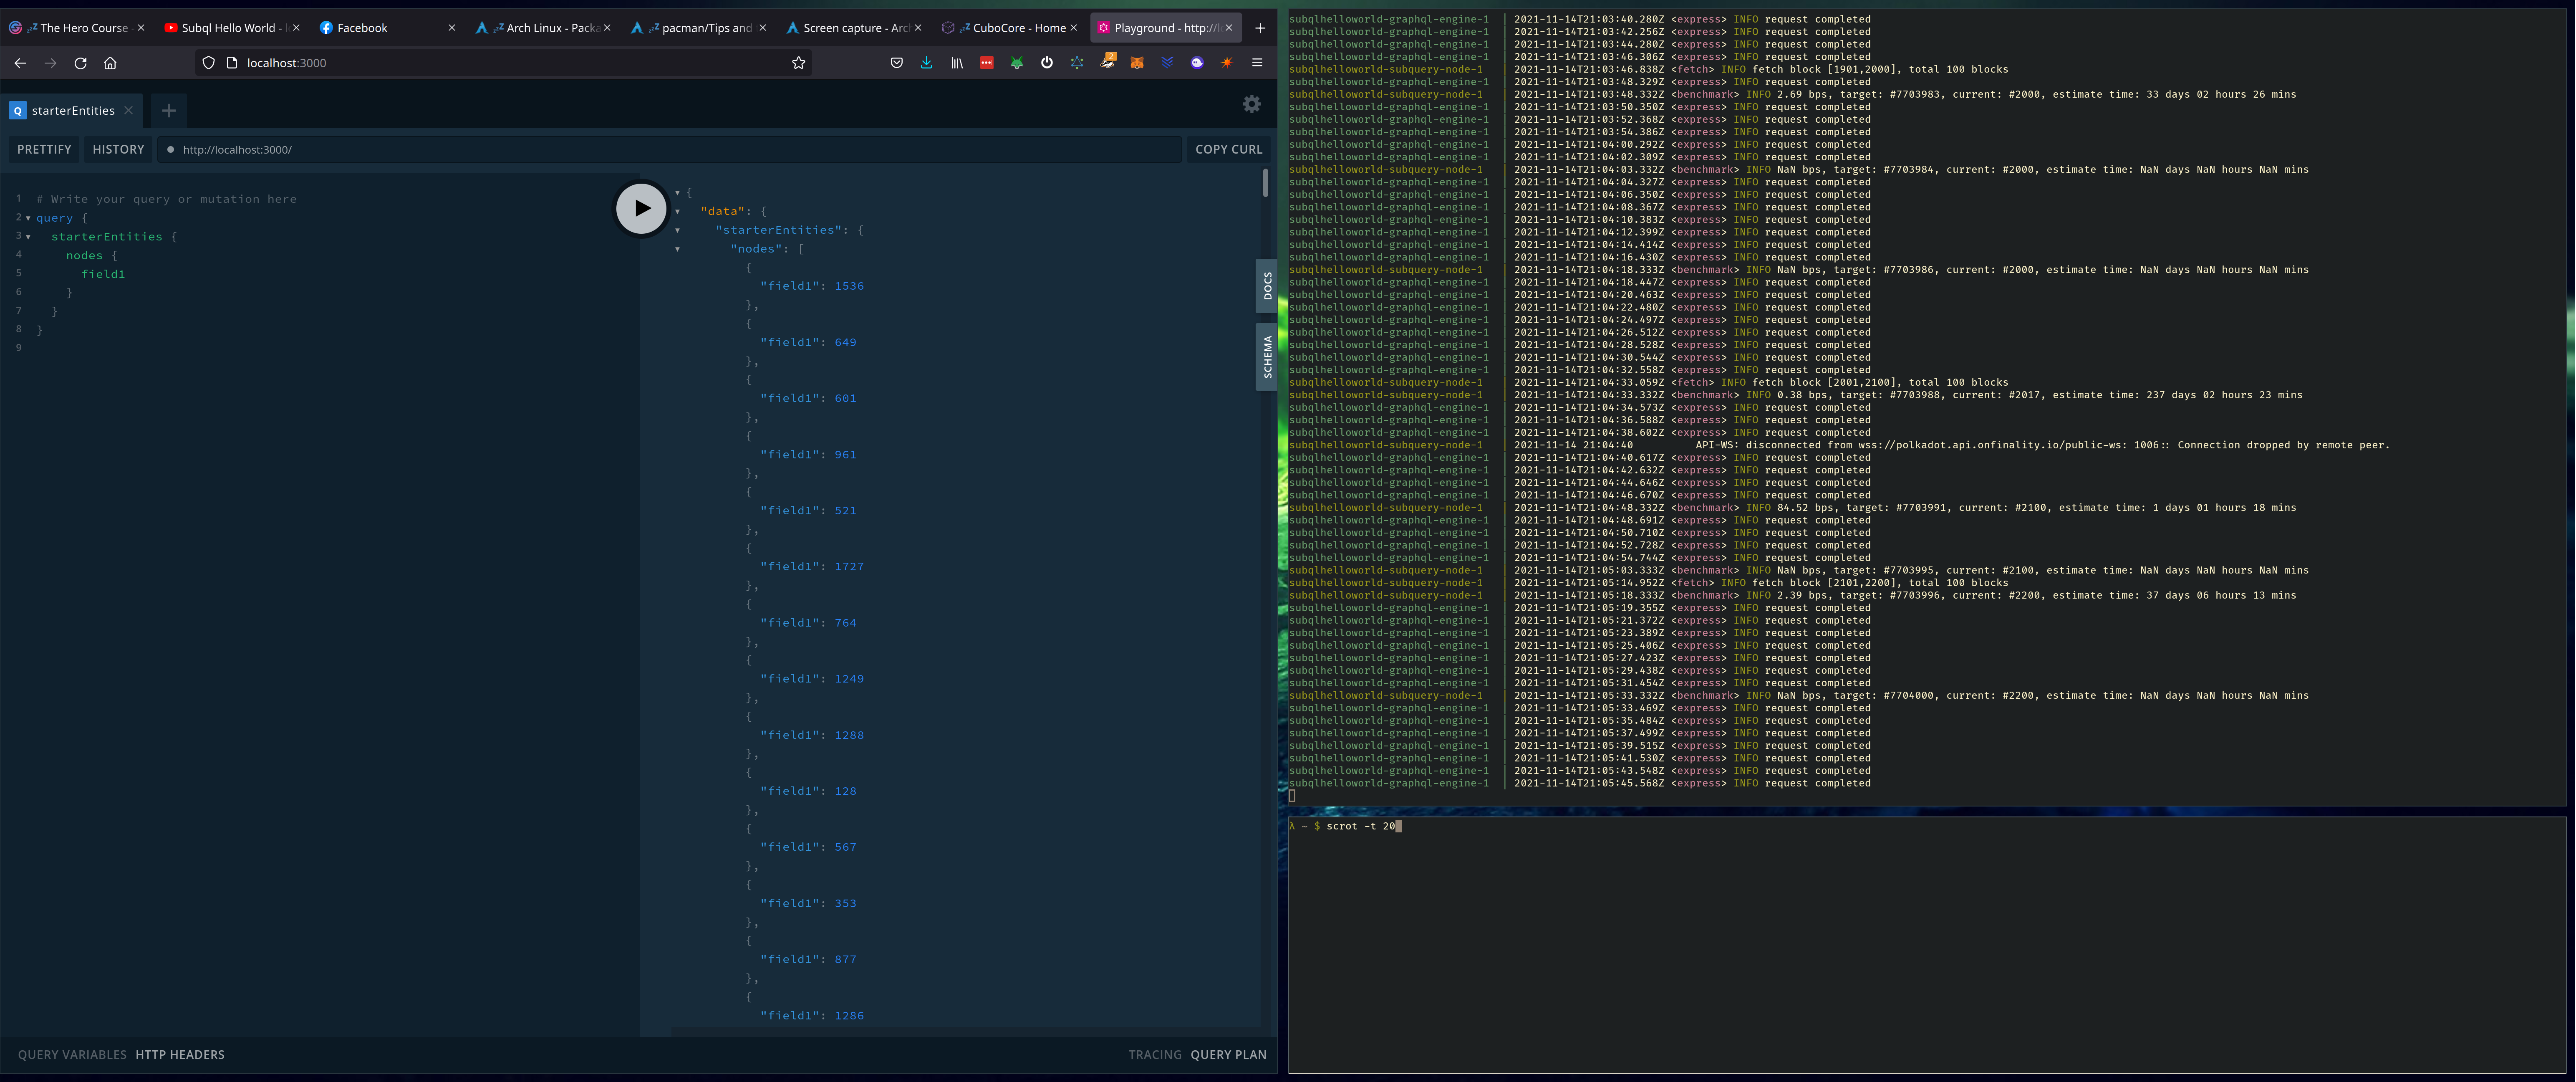 The Hero Course
Subql Hello World -
Facebook
Arch Linux - Packa
pacman/Tips and
Screen capture - Arc
CuboCore - Home
Playground - http://l
localhost:3000
2
Q starterEntities
PRETTIFY
HISTORY
http://localhost:3000/
COPY CURL
1 # Write your query or mutation here
2 query {
3 starterEntities {
4 nodes {
5 field1
6 }
7 }
8 }
9
{
"data": {
"starterEntities": {
"nodes": [
{
"field1": 1536
},
{
"field1": 649
},
{
"field1": 601
},
{
"field1": 961
},
{
"field1": 521
},
{
"field1": 1727
},
{
"field1": 764
},
{
"field1": 1249
},
{
"field1": 1288
},
{
"field1": 128
},
{
"field1": 567
},
{
"field1": 353
},
{
"field1": 877
},
{
"field1": 1286
DOCS
SCHEMA
QUERY VARIABLES HTTP HEADERS
TRACING QUERY PLAN
subqlhelloworld-graphql-engine-1 | 2021-11-14T21:03:40.280Z <express> INFO request completed
subqlhelloworld-graphql-engine-1 | 2021-11-14T21:03:42.256Z <express> INFO request completed
subqlhelloworld-graphql-engine-1 | 2021-11-14T21:03:44.280Z <express> INFO request completed
subqlhelloworld-graphql-engine-1 | 2021-11-14T21:03:46.306Z <express> INFO request completed
subqlhelloworld-subquery-node-1 | 2021-11-14T21:03:46.838Z <fetch> INFO fetch block [1901,2000], total 100 blocks
subqlhelloworld-graphql-engine-1 | 2021-11-14T21:03:48.329Z <express> INFO request completed
subqlhelloworld-subquery-node-1 | 2021-11-14T21:03:48.332Z <benchmark> INFO 2.69 bps, target: #7703983, current: #2000, estimate time: 33 days 02 hours 26 mins
subqlhelloworld-graphql-engine-1 | 2021-11-14T21:03:50.350Z <express> INFO request completed
subqlhelloworld-graphql-engine-1 | 2021-11-14T21:03:52.368Z <express> INFO request completed
subqlhelloworld-graphql-engine-1 | 2021-11-14T21:03:54.386Z <express> INFO request completed
subqlhelloworld-graphql-engine-1 | 2021-11-14T21:04:00.292Z <express> INFO request completed
subqlhelloworld-graphql-engine-1 | 2021-11-14T21:04:02.309Z <express> INFO request completed
subqlhelloworld-subquery-node-1 | 2021-11-14T21:04:03.332Z <benchmark> INFO NaN bps, target: #7703984, current: #2000, estimate time: NaN days NaN hours NaN mins
subqlhelloworld-graphql-engine-1 | 2021-11-14T21:04:04.327Z <express> INFO request completed
subqlhelloworld-graphql-engine-1 | 2021-11-14T21:04:06.350Z <express> INFO request completed
subqlhelloworld-graphql-engine-1 | 2021-11-14T21:04:08.367Z <express> INFO request completed
subqlhelloworld-graphql-engine-1 | 2021-11-14T21:04:10.383Z <express> INFO request completed
subqlhelloworld-graphql-engine-1 | 2021-11-14T21:04:12.399Z <express> INFO request completed
subqlhelloworld-graphql-engine-1 | 2021-11-14T21:04:14.414Z <express> INFO request completed
subqlhelloworld-graphql-engine-1 | 2021-11-14T21:04:16.430Z <express> INFO request completed
subqlhelloworld-subquery-node-1 | 2021-11-14T21:04:18.333Z <benchmark> INFO NaN bps, target: #7703986, current: #2000, estimate time: NaN days NaN hours NaN mins
subqlhelloworld-graphql-engine-1 | 2021-11-14T21:04:18.447Z <express> INFO request completed
subqlhelloworld-graphql-engine-1 | 2021-11-14T21:04:20.463Z <express> INFO request completed
subqlhelloworld-graphql-engine-1 | 2021-11-14T21:04:22.480Z <express> INFO request completed
subqlhelloworld-graphql-engine-1 | 2021-11-14T21:04:24.497Z <express> INFO request completed
subqlhelloworld-graphql-engine-1 | 2021-11-14T21:04:26.512Z <express> INFO request completed
subqlhelloworld-graphql-engine-1 | 2021-11-14T21:04:28.528Z <express> INFO request completed
subqlhelloworld-graphql-engine-1 | 2021-11-14T21:04:30.544Z <express> INFO request completed
subqlhelloworld-graphql-engine-1 | 2021-11-14T21:04:32.558Z <express> INFO request completed
subqlhelloworld-subquery-node-1 | 2021-11-14T21:04:33.059Z <fetch> INFO fetch block [2001,2100], total 100 blocks
subqlhelloworld-subquery-node-1 | 2021-11-14T21:04:33.332Z <benchmark> INFO 0.38 bps, target: #7703988, current: #2017, estimate time: 237 days 02 hours 23 mins
subqlhelloworld-graphql-engine-1 | 2021-11-14T21:04:34.573Z <express> INFO request completed
subqlhelloworld-graphql-engine-1 | 2021-11-14T21:04:36.588Z <express> INFO request completed
subqlhelloworld-graphql-engine-1 | 2021-11-14T21:04:38.602Z <express> INFO request completed
subqlhelloworld-subquery-node-1 | 2021-11-14 21:04:40 API-WS: disconnected from wss://polkadot.api.onfinality.io/public-ws: 1006:: Connection dropped by remote peer.
subqlhelloworld-graphql-engine-1 | 2021-11-14T21:04:40.617Z <express> INFO request completed
subqlhelloworld-graphql-engine-1 | 2021-11-14T21:04:42.632Z <express> INFO request completed
subqlhelloworld-graphql-engine-1 | 2021-11-14T21:04:44.646Z <express> INFO request completed
subqlhelloworld-graphql-engine-1 | 2021-11-14T21:04:46.670Z <express> INFO request completed
subqlhelloworld-subquery-node-1 | 2021-11-14T21:04:48.332Z <benchmark> INFO 84.52 bps, target: #7703991, current: #2100, estimate time: 1 days 01 hours 18 mins
subqlhelloworld-graphql-engine-1 | 2021-11-14T21:04:48.691Z <express> INFO request completed
subqlhelloworld-graphql-engine-1 | 2021-11-14T21:04:50.710Z <express> INFO request completed
subqlhelloworld-graphql-engine-1 | 2021-11-14T21:04:52.728Z <express> INFO request completed
subqlhelloworld-graphql-engine-1 | 2021-11-14T21:04:54.744Z <express> INFO request completed
subqlhelloworld-subquery-node-1 | 2021-11-14T21:05:03.333Z <benchmark> INFO NaN bps, target: #7703995, current: #2100, estimate time: NaN days NaN hours NaN mins
subqlhelloworld-subquery-node-1 | 2021-11-14T21:05:14.952Z <fetch> INFO fetch block [2101,2200], total 100 blocks
subqlhelloworld-subquery-node-1 | 2021-11-14T21:05:18.333Z <benchmark> INFO 2.39 bps, target: #7703996, current: #2200, estimate time: 37 days 06 hours 13 mins
subqlhelloworld-graphql-engine-1 | 2021-11-14T21:05:19.355Z <express> INFO request completed
subqlhelloworld-graphql-engine-1 | 2021-11-14T21:05:21.372Z <express> INFO request completed
subqlhelloworld-graphql-engine-1 | 2021-11-14T21:05:23.389Z <express> INFO request completed
subqlhelloworld-graphql-engine-1 | 2021-11-14T21:05:25.406Z <express> INFO request completed
subqlhelloworld-graphql-engine-1 | 2021-11-14T21:05:27.423Z <express> INFO request completed
subqlhelloworld-graphql-engine-1 | 2021-11-14T21:05:29.438Z <express> INFO request completed
subqlhelloworld-graphql-engine-1 | 2021-11-14T21:05:31.454Z <express> INFO request completed
subqlhelloworld-subquery-node-1 | 2021-11-14T21:05:33.332Z <benchmark> INFO NaN bps, target: #7704000, current: #2200, estimate time: NaN days NaN hours NaN mins
subqlhelloworld-graphql-engine-1 | 2021-11-14T21:05:33.469Z <express> INFO request completed
subqlhelloworld-graphql-engine-1 | 2021-11-14T21:05:35.484Z <express> INFO request completed
subqlhelloworld-graphql-engine-1 | 2021-11-14T21:05:37.499Z <express> INFO request completed
subqlhelloworld-graphql-engine-1 | 2021-11-14T21:05:39.515Z <express> INFO request completed
subqlhelloworld-graphql-engine-1 | 2021-11-14T21:05:41.530Z <express> INFO request completed
subqlhelloworld-graphql-engine-1 | 2021-11-14T21:05:43.548Z <express> INFO request completed
subqlhelloworld-graphql-engine-1 | 2021-11-14T21:05:45.568Z <express> INFO request completed
λ ~ $ scrot -t 20